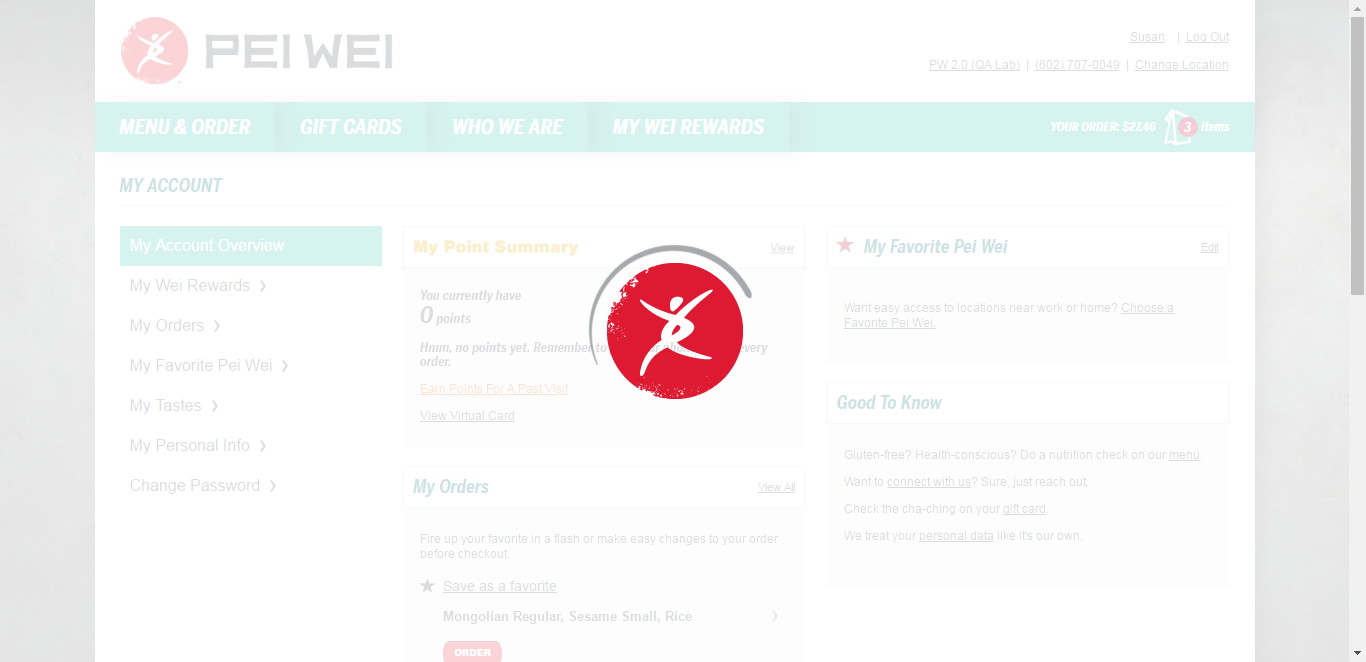 PEI WEI
Susan | Log Out
PW 2.0 (QA Lab) | (602) 707-0049 | Change Location
MENU & ORDER
GIFT CARDS
WHO WE ARE
MY WEI REWARDS
YOUR ORDER: $27.46 3 items
MY ACCOUNT
My Account Overview
My Wei Rewards
My Orders
My Favorite Pei Wei
My Tastes
My Personal Info
Change Password
My Point Summary
View
You currently have
0 points
Hmm, no points yet. Remember to every
order.
Earn Points For A Past Visit
View Virtual Card
My Orders
View All
Fire up your favorite in a flash or make easy changes to your order
before checkout.
Save as a favorite
Mongolian Regular, Sesame Small, Rice
ORDER
My Favorite Pei Wei
Edit
Want easy access to locations near work or home? Choose a
Favorite Pei Wei.
Good To Know
Gluten-free? Health-conscious? Do a nutrition check on our menu.
Want to connect with us? Sure, just reach out.
Check the cha-ching on your gift card.
We treat your personal data like it's our own.